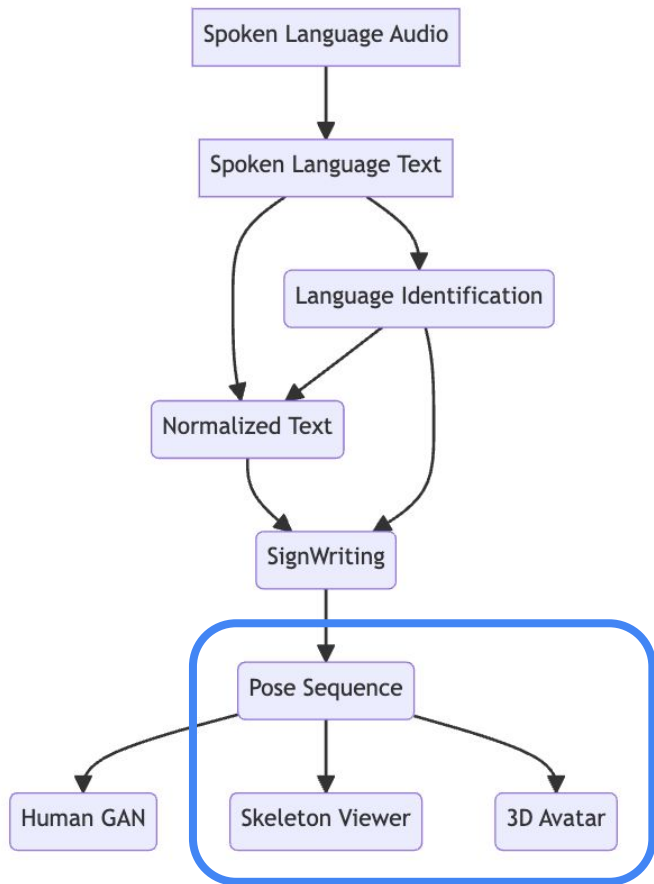 Spoken Language Audio
Spoken Language Text
Language Identification
Normalized Text
SignWriting
Pose Sequence
Human GAN
Skeleton Viewer
3D Avatar